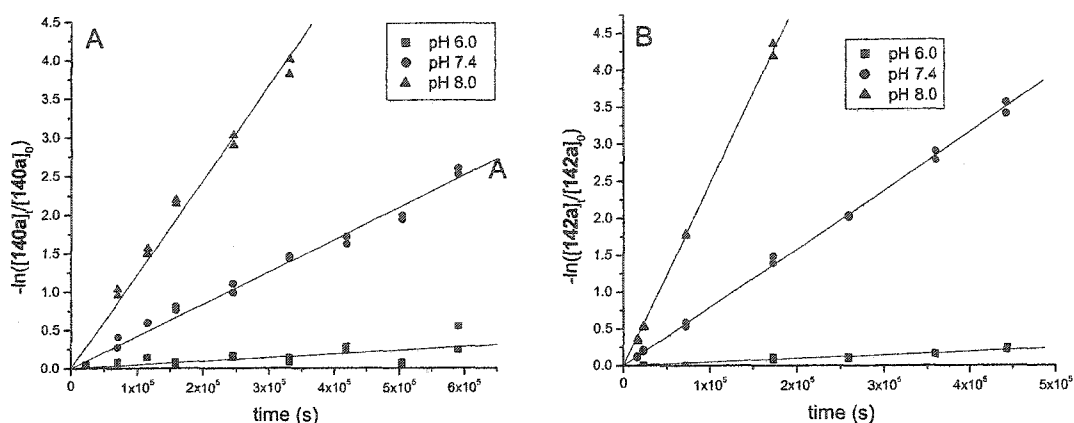 A
pH 6.0
pH 7.4
pH 8.0
4.5
4.0
3.5
3.0
2.5
2.0
1.5
1.0
0.5
0.0
-ln([140a]t/[140a]0)
A
0
1x10⁵
2x10⁵
3x10⁵
4x10⁵
5x10⁵
6x10⁵
time (s)
B
pH 6.0
pH 7.4
pH 8.0
4.5
4.0
3.5
3.0
2.5
2.0
1.5
1.0
0.5
0.0
-ln([142a]t/[142a]0)
0
1x10⁵
2x10⁵
3x10⁵
4x10⁵
5x10⁵
time (s)